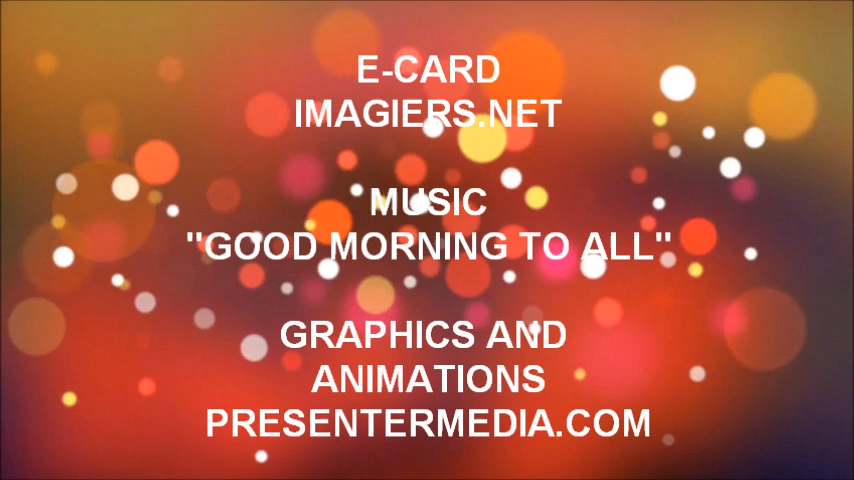 E-CARD
IMAGIERS.NET
MUSIC
"GOOD MORNING TO ALL"
GRAPHICS AND
ANIMATIONS
PRESENTERMEDIA.COM